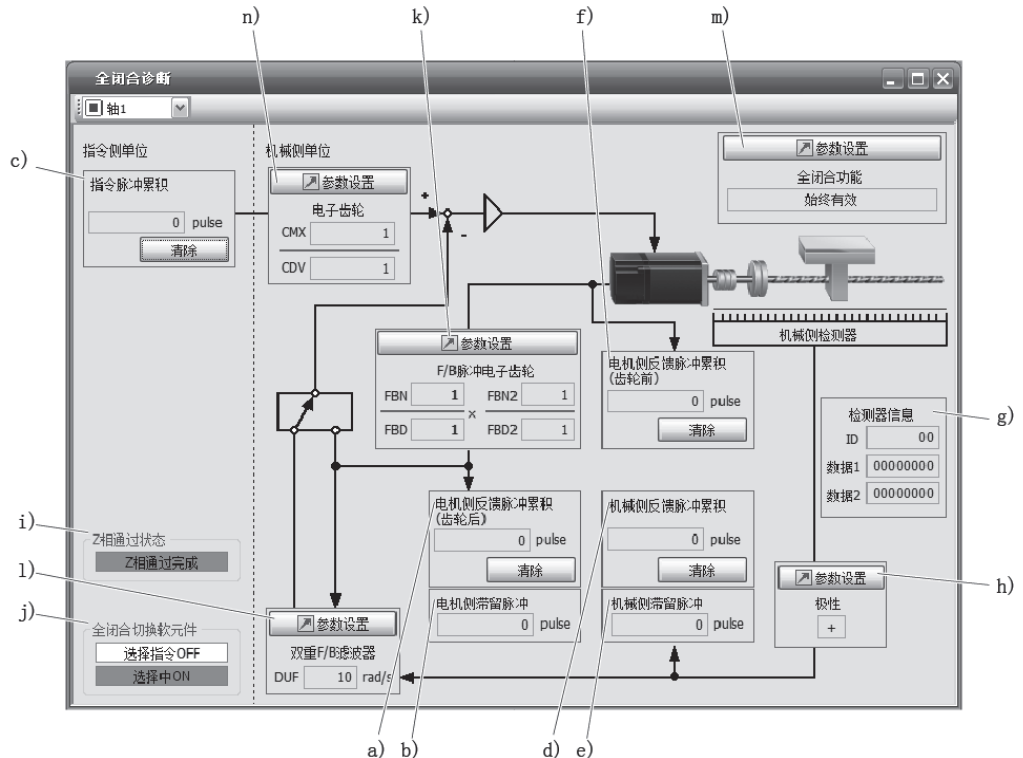 n)
k)
f)
m)
全闭合诊断
轴1
c)
指令侧单位
机械侧单位
指令脉冲累积
0 pulse
清除
参数设置
电子齿轮
CMX 1
CDV 1
+
-
参数设置
全闭合功能
始终有效
机械侧检测器
参数设置
F/B脉冲电子齿轮
FBN 1 × FBN2 1
FBD 1 FBD2 1
电机侧反馈脉冲累积
(齿轮前)
0 pulse
清除
g)
检测器信息
ID 00
数据1 00000000
数据2 00000000
电机侧反馈脉冲累积
(齿轮后)
0 pulse
清除
机械侧反馈脉冲累积
0 pulse
清除
i)
Z相通过状态
Z相通过完成
l)
参数设置
双重F/B滤波器
DUF 10 rad/s
电机侧滞留脉冲
0 pulse
机械侧滞留脉冲
0 pulse
h)
参数设置
极性
+
j)
全闭合切换软元件
选择指令OFF
选择中ON
a)
b)
d)
e)